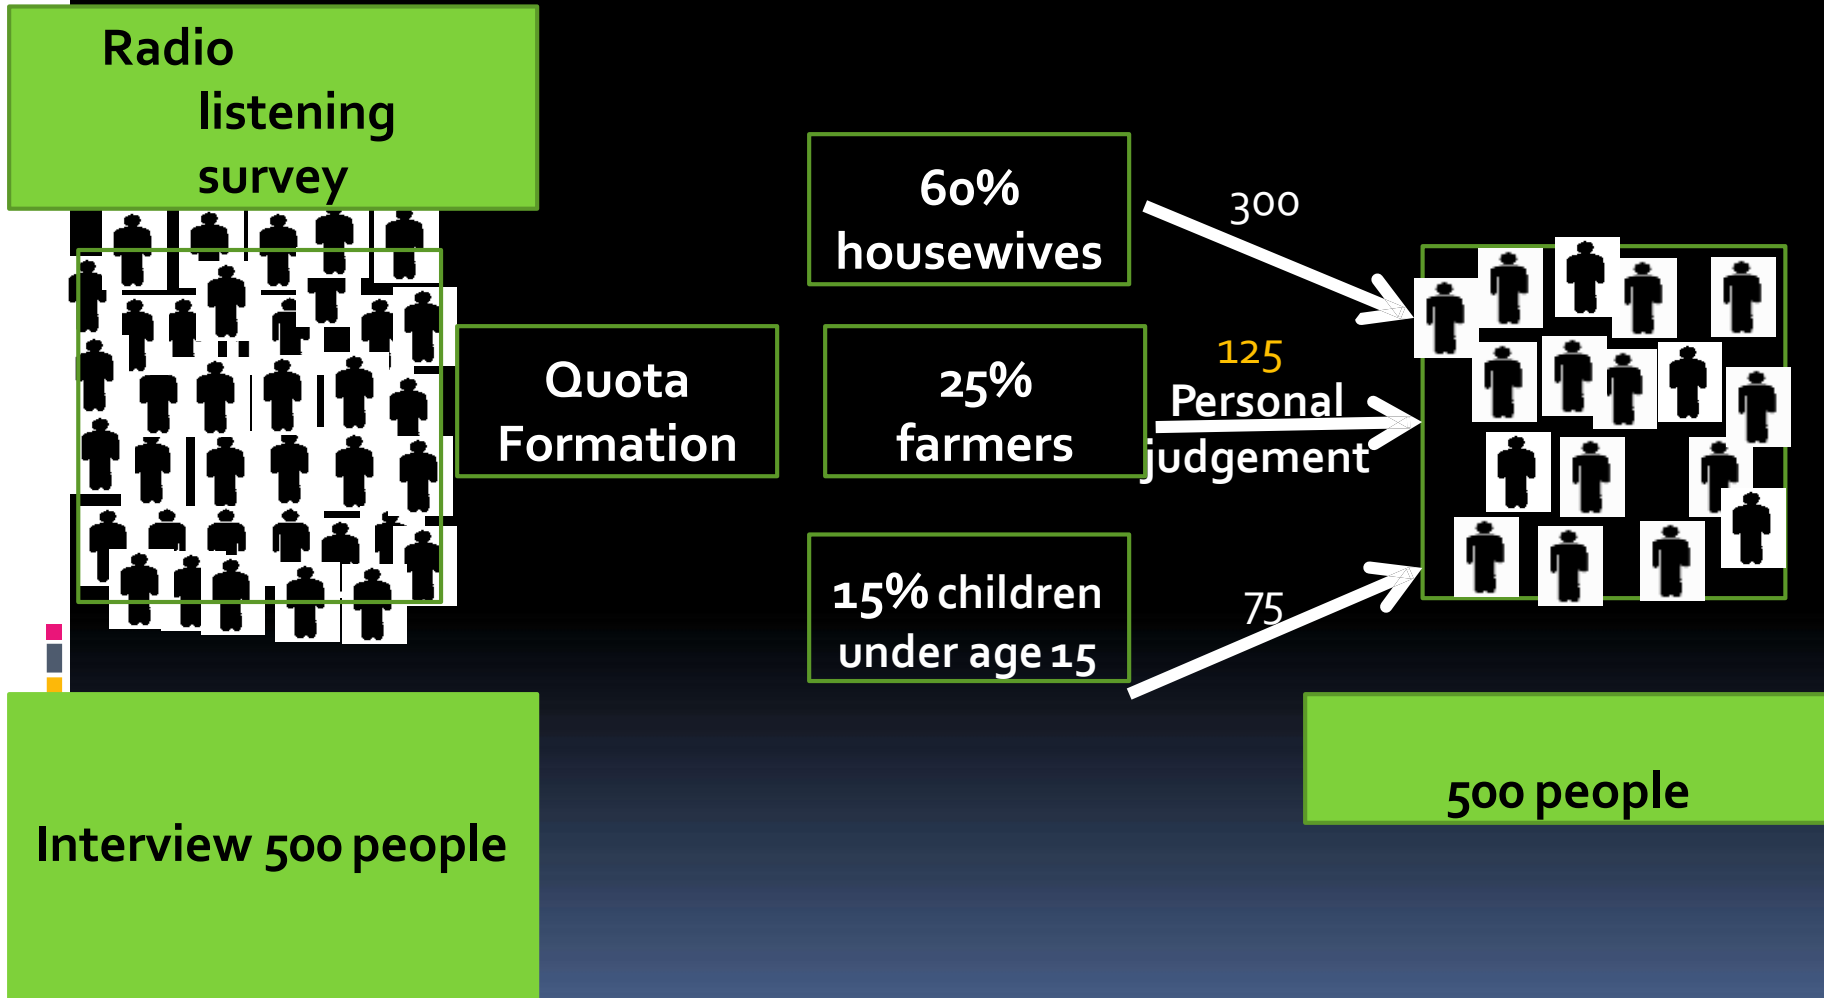 Radio
listening
survey
60%
housewives
300
Quota
Formation
25%
farmers
125
Personal
judgement
15% children
under age 15
75
Interview 500 people
500 people